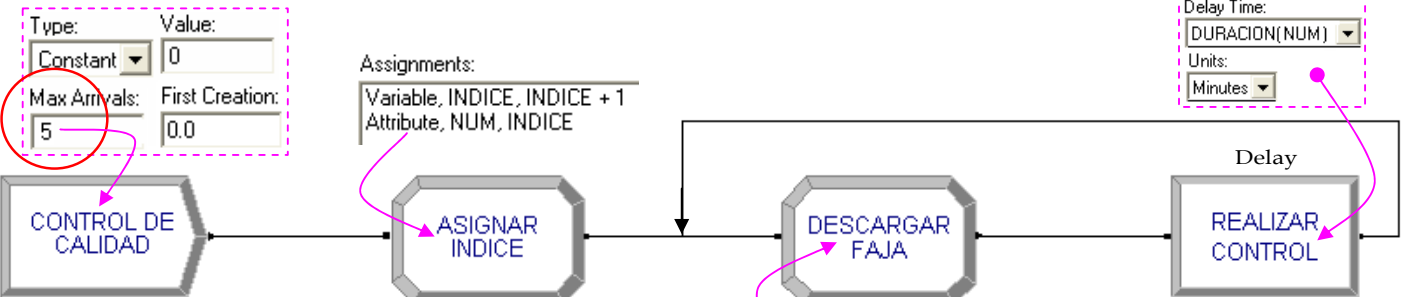 Type:
Value:
Constant
0
Max Arrivals:
First Creation:
5
0.0
Assignments:
Variable, INDICE, INDICE + 1
Attribute, NUM, INDICE
Delay Time:
DURACION(NUM)
Units:
Minutes
Delay
CONTROL DE
CALIDAD
ASIGNAR
INDICE
DESCARGAR
FAJA
REALIZAR
CONTROL